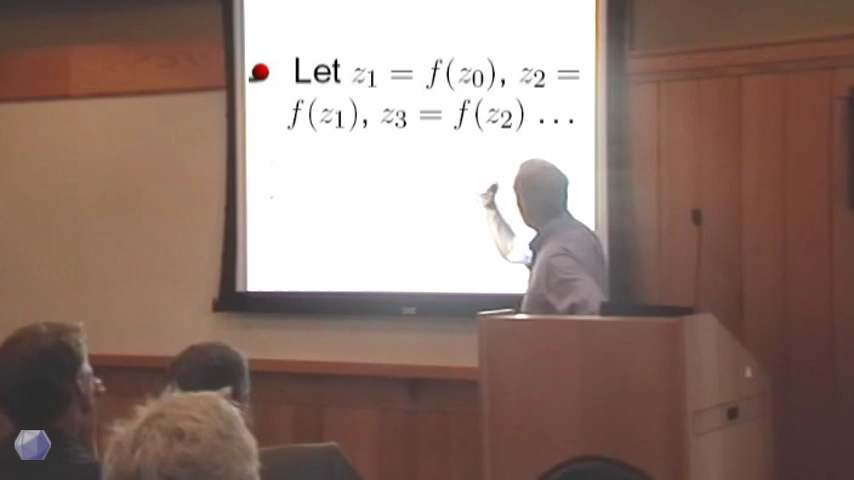 Let z₁ = f(z₀), z₂ =
f(z₁), z₃ = f(z₂) ...